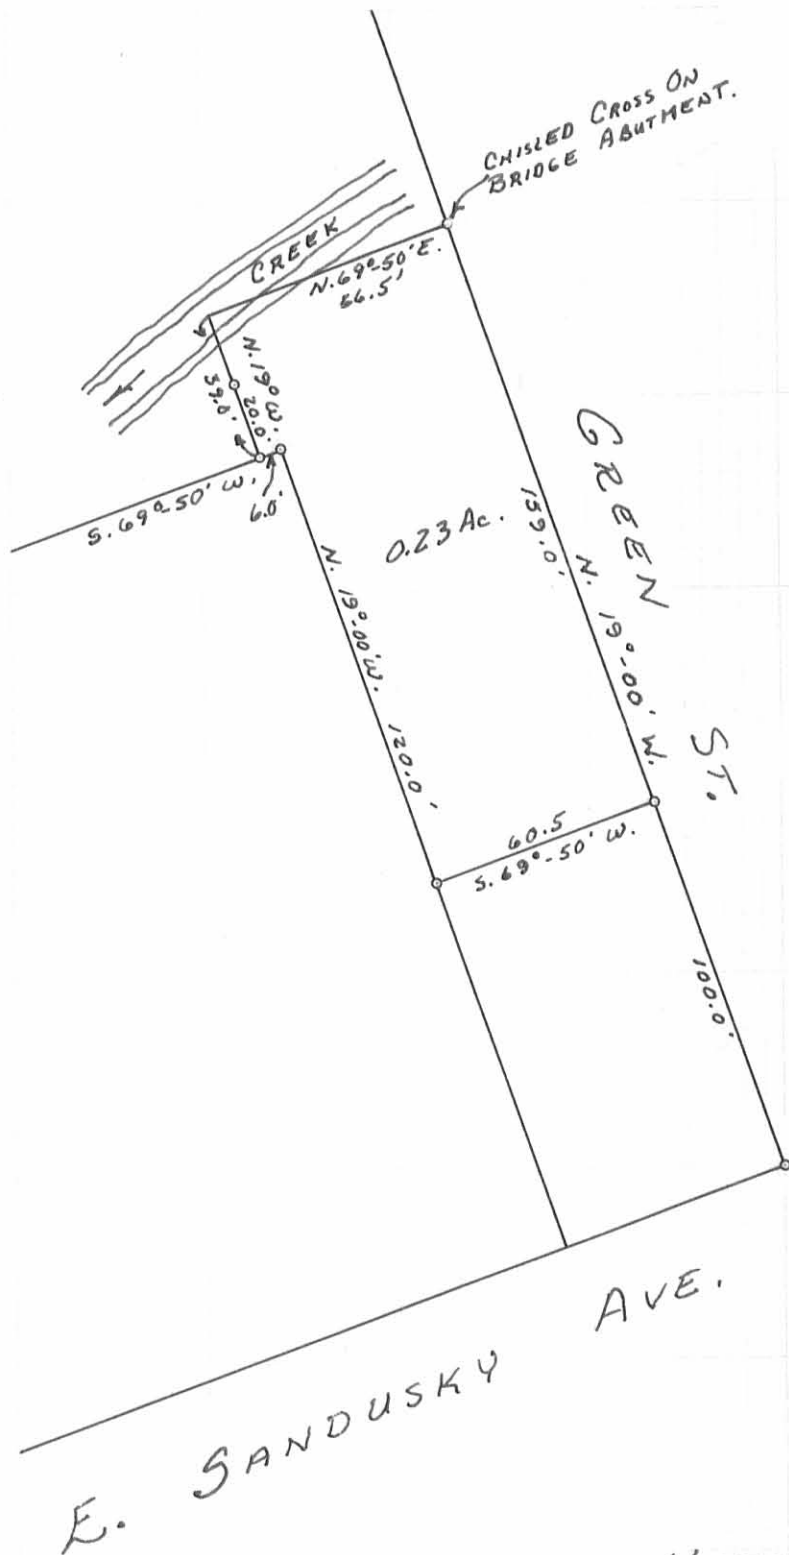 CHISLED CROSS ON
BRIDGE ABUTMENT.
CREEK
N. 69°-50' E.
66.5'
N. 19° W.
39.0'
20.0'
S. 69°-50' W.
6.0'
0.23 Ac.
159.0'
N. 19°-00' W.
GREEN ST.
N. 19°-00' W. 120.0'
60.5
S. 69°-50' W.
100.0'
E. SANDUSKY AVE.